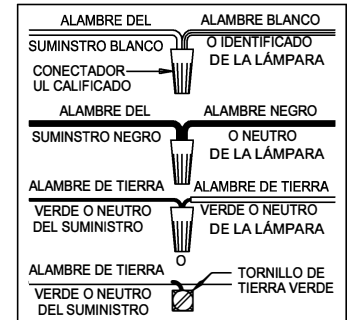 ALAMBRE DEL
SUMINSTRO BLANCO
ALAMBRE BLANCO
O IDENTIFICADO
DE LA LÁMPARA
CONECTADOR
UL CALIFICADO
ALAMBRE DEL
SUMINSTRO NEGRO
ALAMBRE NEGRO
O NEUTRO
DE LA LÁMPARA
ALAMBRE DE TIERRA
VERDE O NEUTRO
DEL SUMINISTRO
ALAMBRE DE TIERRA
VERDE O NEUTRO
DE LA LÁMPARA
O
ALAMBRE DE TIERRA
VERDE O NEUTRO
DEL SUMINISTRO
TORNILLO DE
TIERRA VERDE